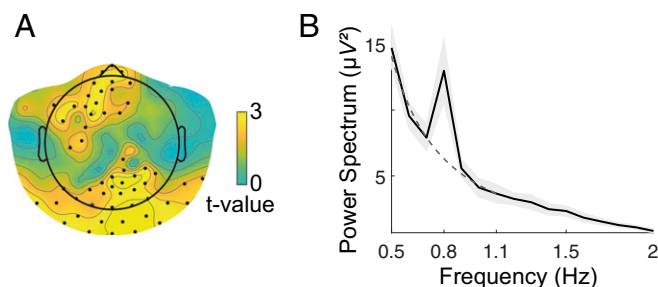 A
3
0
t-value
B
Power Spectrum (µV²)
15
5
0.5 0.8 1.1 1.5 2
Frequency (Hz)